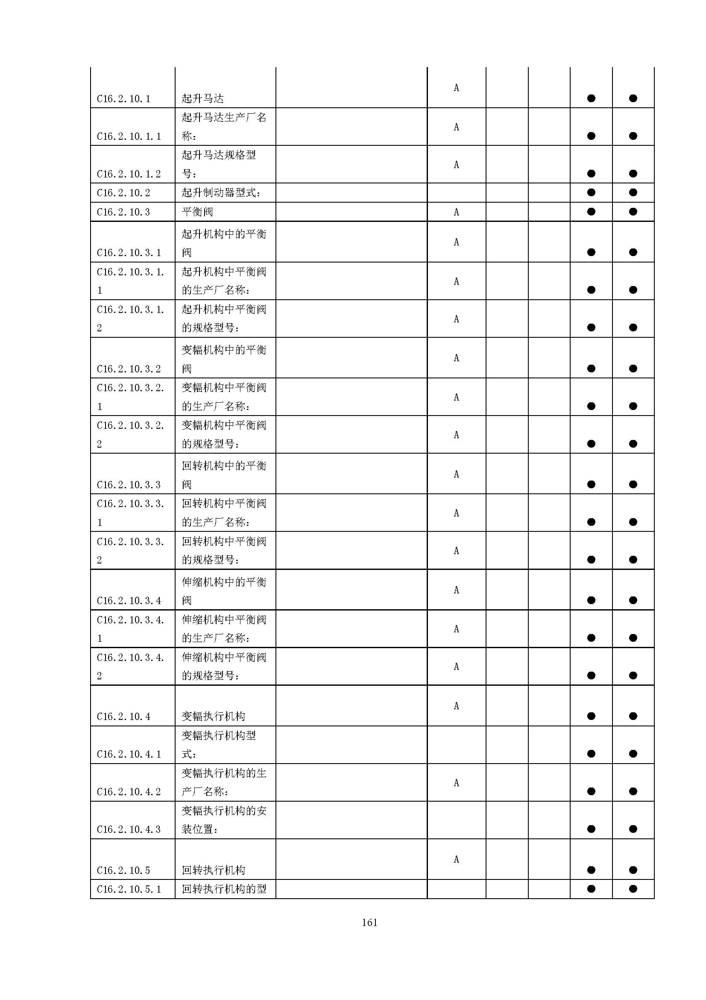 A
C16.2.10.1 起升马达 ● ●
起升马达生产厂名
A
C16.2.10.1.1 称: ● ●
起升马达规格型
A
C16.2.10.1.2 号: ● ●
C16.2.10.2 起升制动器型式: ● ●
C16.2.10.3 平衡阀 A ● ●
起升机构中的平衡
A
C16.2.10.3.1 阀 ● ●
C16.2.10.3.1. 起升机构中平衡阀
A
1 的生产厂名称: ● ●
C16.2.10.3.1. 起升机构中平衡阀
A
2 的规格型号: ● ●
变幅机构中的平衡
A
C16.2.10.3.2 阀 ● ●
C16.2.10.3.2. 变幅机构中平衡阀
A
1 的生产厂名称: ● ●
C16.2.10.3.2. 变幅机构中平衡阀
A
2 的规格型号: ● ●
回转机构中的平衡
A
C16.2.10.3.3 阀 ● ●
C16.2.10.3.3. 回转机构中平衡阀
A
1 的生产厂名称: ● ●
C16.2.10.3.3. 回转机构中平衡阀
A
2 的规格型号: ● ●
伸缩机构中的平衡
A
C16.2.10.3.4 阀 ● ●
C16.2.10.3.4. 伸缩机构中平衡阀
A
1 的生产厂名称: ● ●
C16.2.10.3.4. 伸缩机构中平衡阀
A
2 的规格型号: ● ●
A
C16.2.10.4 变幅执行机构 ● ●
变幅执行机构型
C16.2.10.4.1 式: ● ●
变幅执行机构的生
A
C16.2.10.4.2 产厂名称: ● ●
变幅执行机构的安
C16.2.10.4.3 装位置: ● ●
A
C16.2.10.5 回转执行机构 ● ●
C16.2.10.5.1 回转执行机构的型 ● ●
161